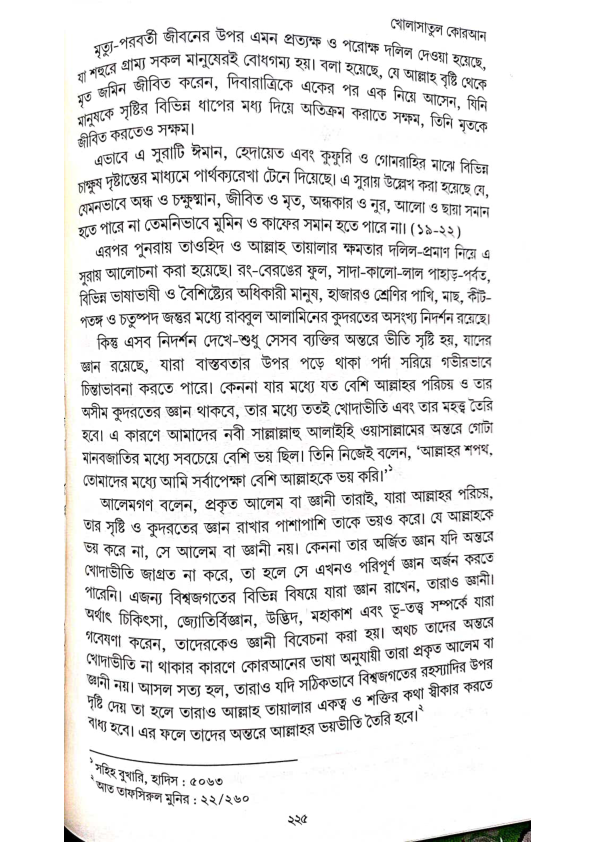 খোলাসাতুল কোরআন
মৃত্যু-পরবর্তী জীবনের উপর এমন প্রত্যক্ষ ও পরোক্ষ দলিল দেওয়া হয়েছে,
যা শহুরে গ্রাম্য সকল মানুষেরই বোধগম্য হয়। বলা হয়েছে, যে আল্লাহ বৃষ্টি থেকে
মৃত জমিন জীবিত করেন, দিবারাত্রিকে একের পর এক নিয়ে আসেন, যিনি
মানুষকে সৃষ্টির বিভিন্ন ধাপের মধ্য দিয়ে অতিক্রম করাতে সক্ষম, তিনি মৃতকে
জীবিত করতেও সক্ষম।
এভাবে এ সুরাটি ঈমান, হেদায়েত এবং কুফুরি ও গোমরাহির মাঝে বিভিন্ন
চাক্ষুষ দৃষ্টান্তের মাধ্যমে পার্থক্যরেখা টেনে দিয়েছে। এ সুরায় উল্লেখ করা হয়েছে যে,
যেমনভাবে অন্ধ ও চক্ষুষ্মান, জীবিত ও মৃত, অন্ধকার ও নুর, আলো ও ছায়া সমান
হতে পারে না তেমনিভাবে মুমিন ও কাফের সমান হতে পারে না। (১৯-২২)
এরপর পুনরায় তাওহিদ ও আল্লাহ তায়ালার ক্ষমতার দলিল-প্রমাণ নিয়ে এ
সুরায় আলোচনা করা হয়েছে। রং-বেরঙের ফুল, সাদা-কালো-লাল পাহাড়-পর্বত,
বিভিন্ন ভাষাভাষী ও বৈশিষ্ট্যের অধিকারী মানুষ, হাজারও শ্রেণির পাখি, মাছ, কীট-
পতঙ্গ ও চতুষ্পদ জন্তুর মধ্যে রাব্বুল আলামিনের কুদরতের অসংখ্য নিদর্শন রয়েছে।
কিন্তু এসব নিদর্শন দেখে-শুধু সেসব ব্যক্তির অন্তরে ভীতি সৃষ্টি হয়, যাদের
জ্ঞান রয়েছে, যারা বাস্তবতার উপর পড়ে থাকা পর্দা সরিয়ে গভীরভাবে
চিন্তাভাবনা করতে পারে। কেননা যার মধ্যে যত বেশি আল্লাহর পরিচয় ও তার
অসীম কুদরতের জ্ঞান থাকবে, তার মধ্যে ততই খোদাভীতি এবং তার মহত্ব তৈরি
হবে। এ কারণে আমাদের নবী সাল্লাল্লাহু আলাইহি ওয়াসাল্লামের অন্তরে গোটা
মানবজাতির মধ্যে সবচেয়ে বেশি ভয় ছিল। তিনি নিজেই বলেন, ‘আল্লাহর শপথ,
তোমাদের মধ্যে আমি সর্বাপেক্ষা বেশি আল্লাহকে ভয় করি।’১
আলেমগণ বলেন, প্রকৃত আলেম বা জ্ঞানী তারাই, যারা আল্লাহর পরিচয়,
তার সৃষ্টি ও কুদরতের জ্ঞান রাখার পাশাপাশি তাকে ভয়ও করে। যে আল্লাহকে
ভয় করে না, সে আলেম বা জ্ঞানী নয়। কেননা তার অর্জিত জ্ঞান যদি অন্তরে
খোদাভীতি জাগ্রত না করে, তা হলে সে এখনও পরিপূর্ণ জ্ঞান অর্জন করতে
পারেনি। এজন্য বিশ্বজগতের বিভিন্ন বিষয়ে যারা জ্ঞান রাখেন, তারাও জ্ঞানী।
অর্থাৎ চিকিৎসা, জ্যোতির্বিজ্ঞান, উদ্ভিদ, মহাকাশ এবং ভূ-তত্ত্ব সম্পর্কে যারা
গবেষণা করেন, তাদেরকেও জ্ঞানী বিবেচনা করা হয়। অথচ তাদের অন্তরে
খোদাভীতি না থাকার কারণে কোরআনের ভাষা অনুযায়ী তারা প্রকৃত আলেম বা
জ্ঞানী নয়। আসল সত্য হল, তারাও যদি সঠিকভাবে বিশ্বজগতের রহস্যাদির উপর
দৃষ্টি দেয় তা হলে তারাও আল্লাহ তায়ালার একত্ব ও শক্তির কথা স্বীকার করতে
বাধ্য হবে। এর ফলে তাদের অন্তরে আল্লাহর ভয়ভীতি তৈরি হবে।২
১ সহিহ বুখারি, হাদিস : ৫০৬৩
২ আত তাফসিরুল মুনির : ২২/২৬০
২২৫